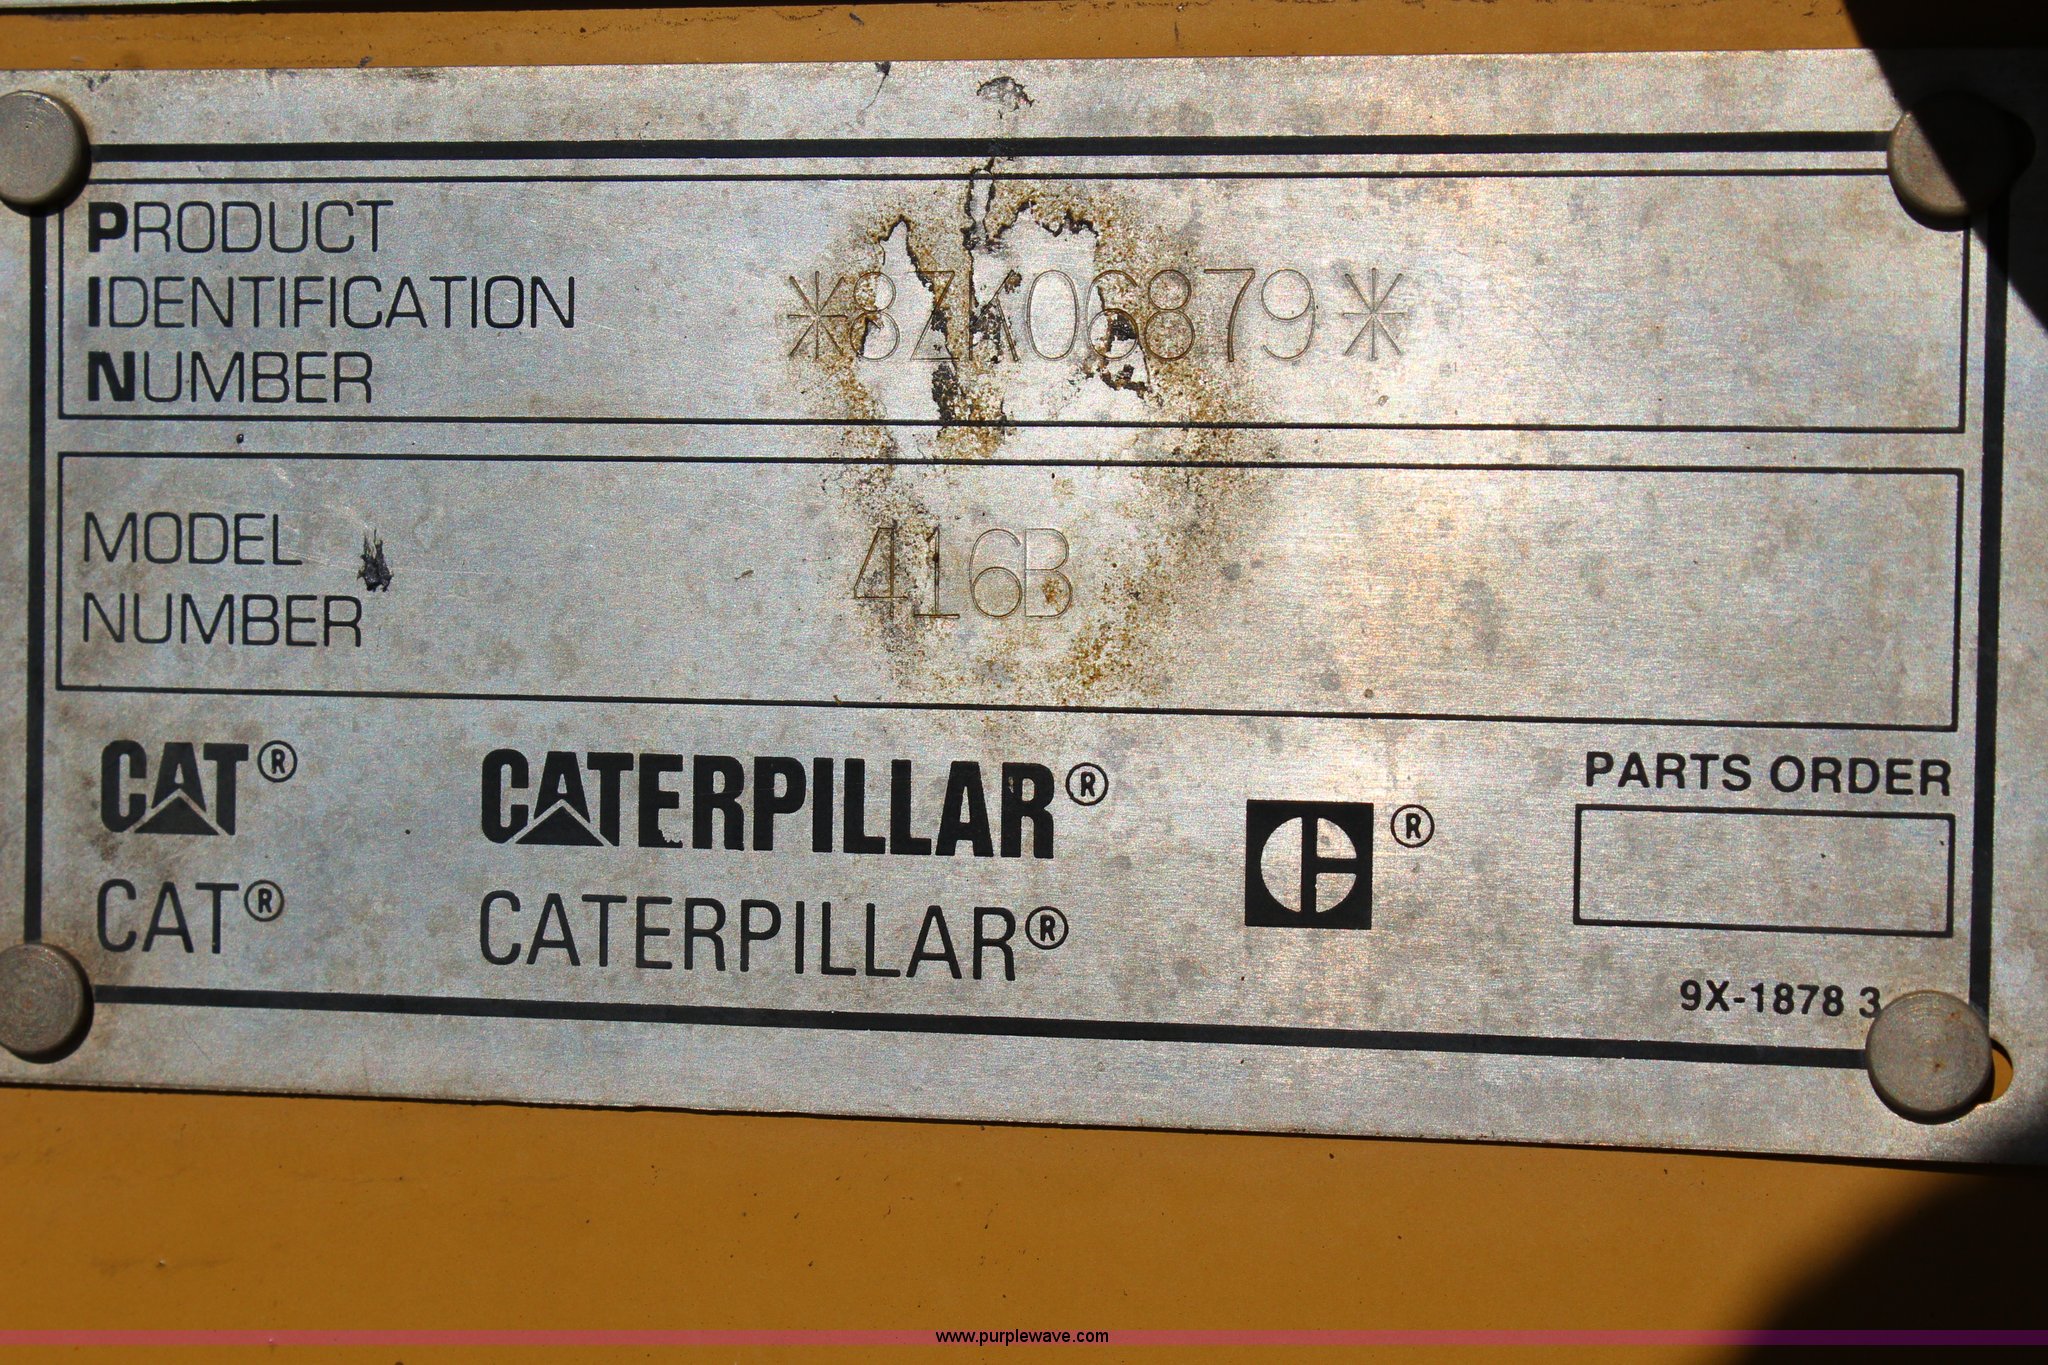 PRODUCT
IDENTIFICATION
NUMBER
*8ZK06879*
MODEL
NUMBER
416B
CAT® CATERPILLAR® ® PARTS ORDER
CAT® CATERPILLAR®
9X-1878 3
www.purplewave.com